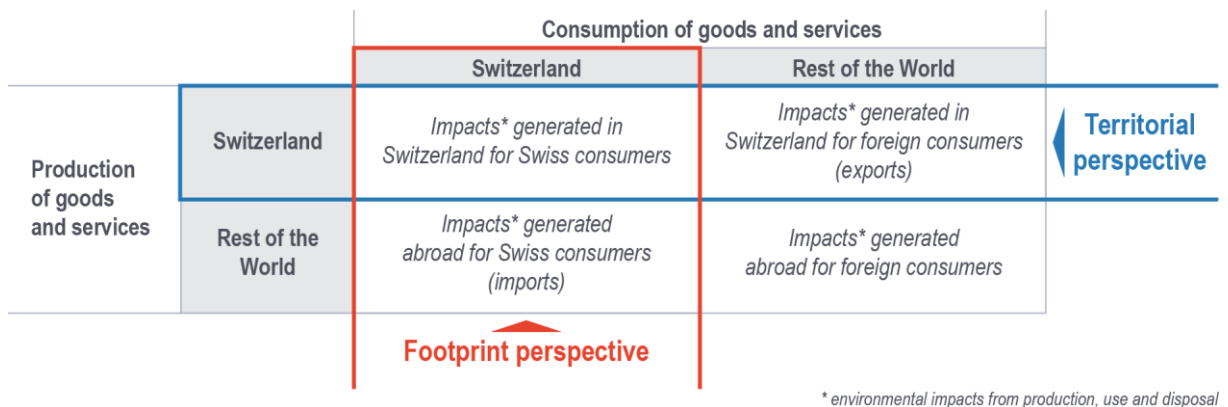 Consumption of goods and services
Switzerland
Rest of the World
Production
of goods
and services
Switzerland
Impacts* generated in
Switzerland for Swiss consumers
Impacts* generated in
Switzerland for foreign consumers
(exports)
Territorial
perspective
Rest of the
World
Impacts* generated
abroad for Swiss consumers
(imports)
Impacts* generated
abroad for foreign consumers
Footprint perspective
* environmental impacts from production, use and disposal